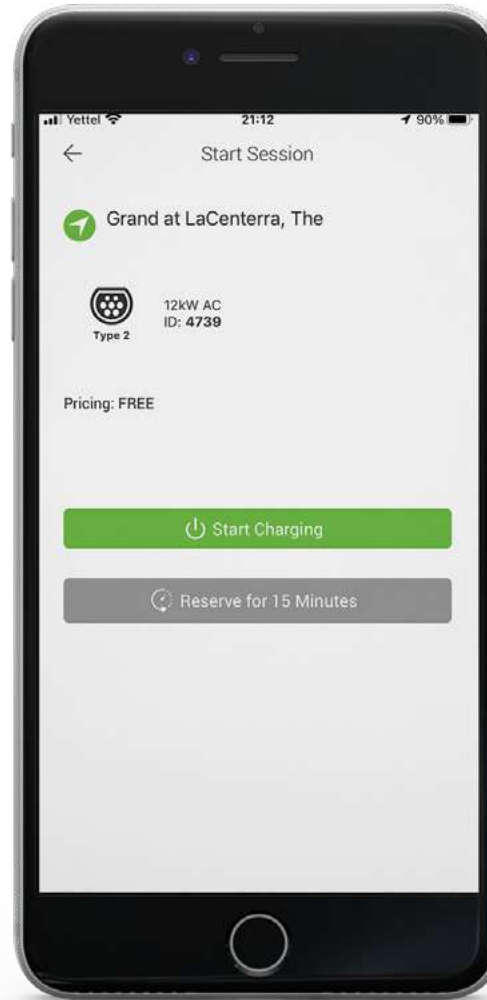 Yettel
21:12
90%
Start Session
Grand at LaCenterra, The
12kW AC
ID: 4739
Type 2
Pricing: FREE
Start Charging
Reserve for 15 Minutes